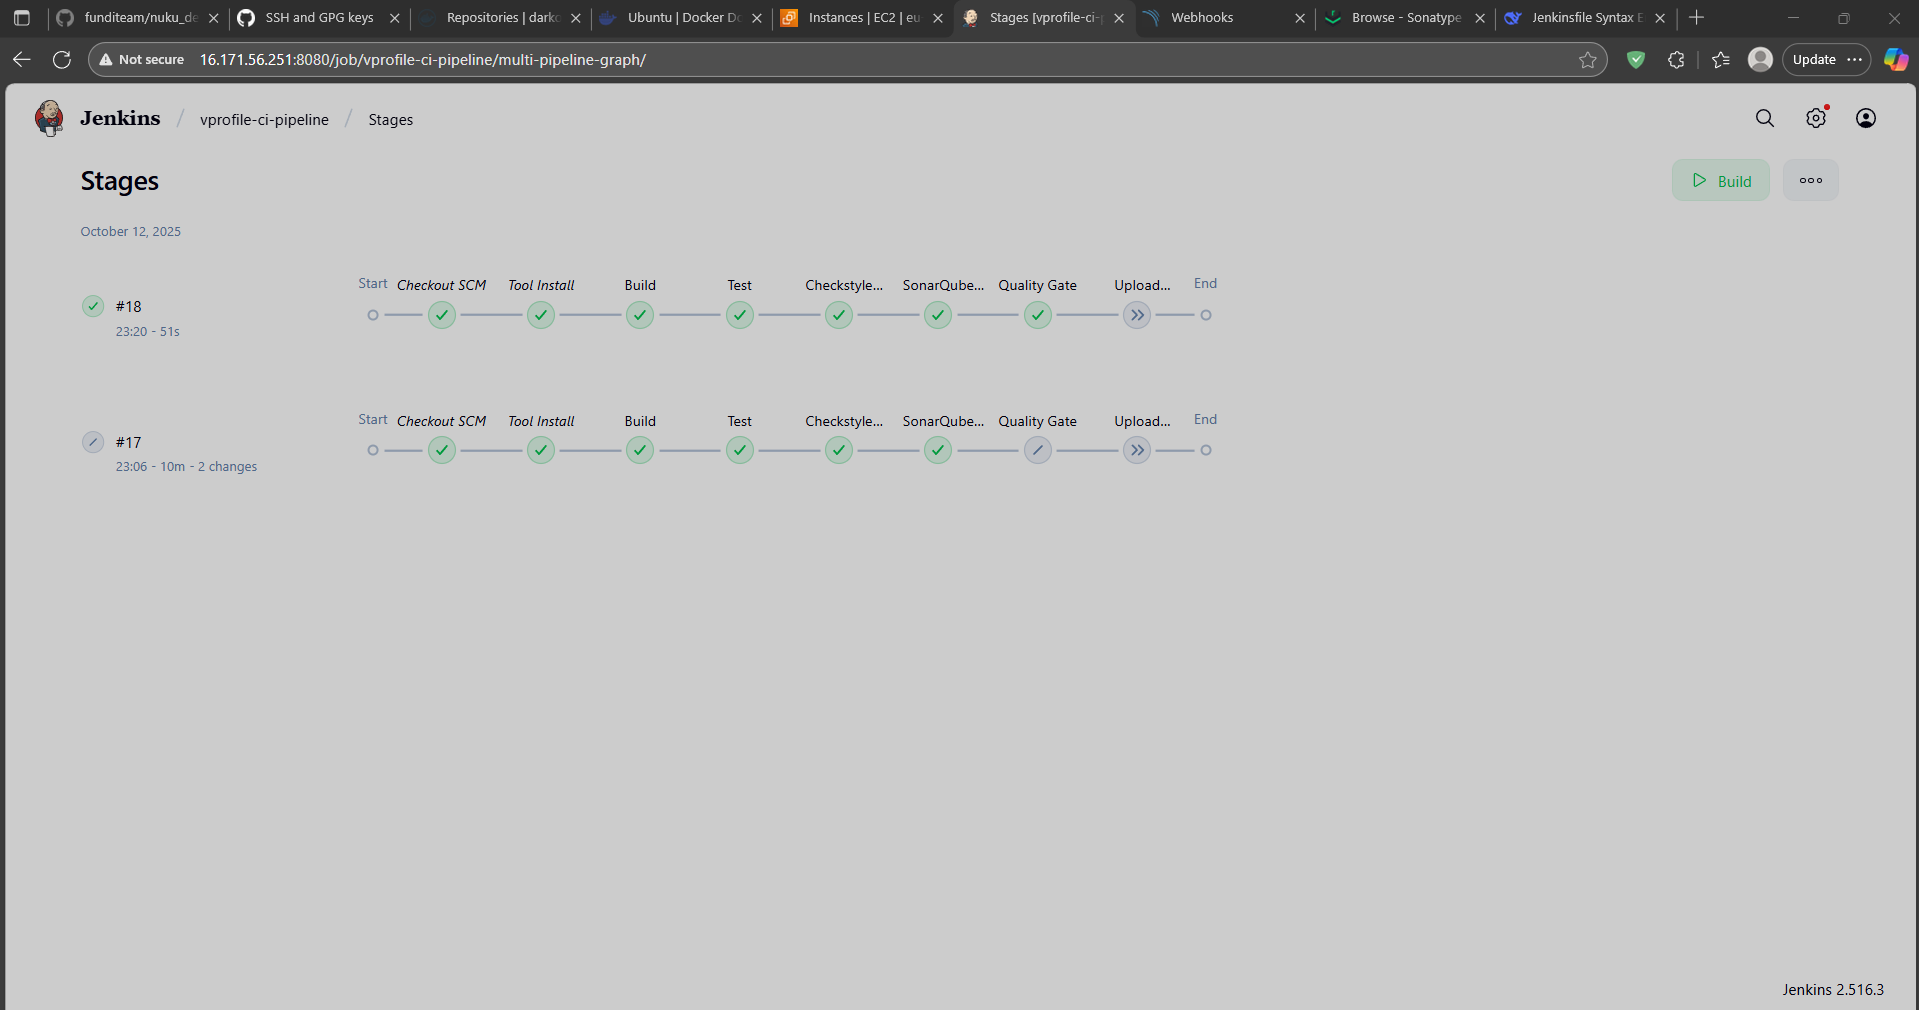 funditeam/nuku_de
SSH and GPG keys
Repositories | darko
Ubuntu | Docker Do
Instances | EC2 | eu
Stages [vprofile-ci-p
Webhooks
Browse - Sonatype
Jenkinsfile Syntax E
Not secure
16.171.56.251:8080/job/vprofile-ci-pipeline/multi-pipeline-graph/
Update
Jenkins / vprofile-ci-pipeline / Stages
Stages
Build
October 12, 2025
Start Checkout SCM Tool Install Build Test Checkstyle... SonarQube... Quality Gate Upload... End
#18
23:20 - 51s
Start Checkout SCM Tool Install Build Test Checkstyle... SonarQube... Quality Gate Upload... End
#17
23:06 - 10m - 2 changes
Jenkins 2.516.3